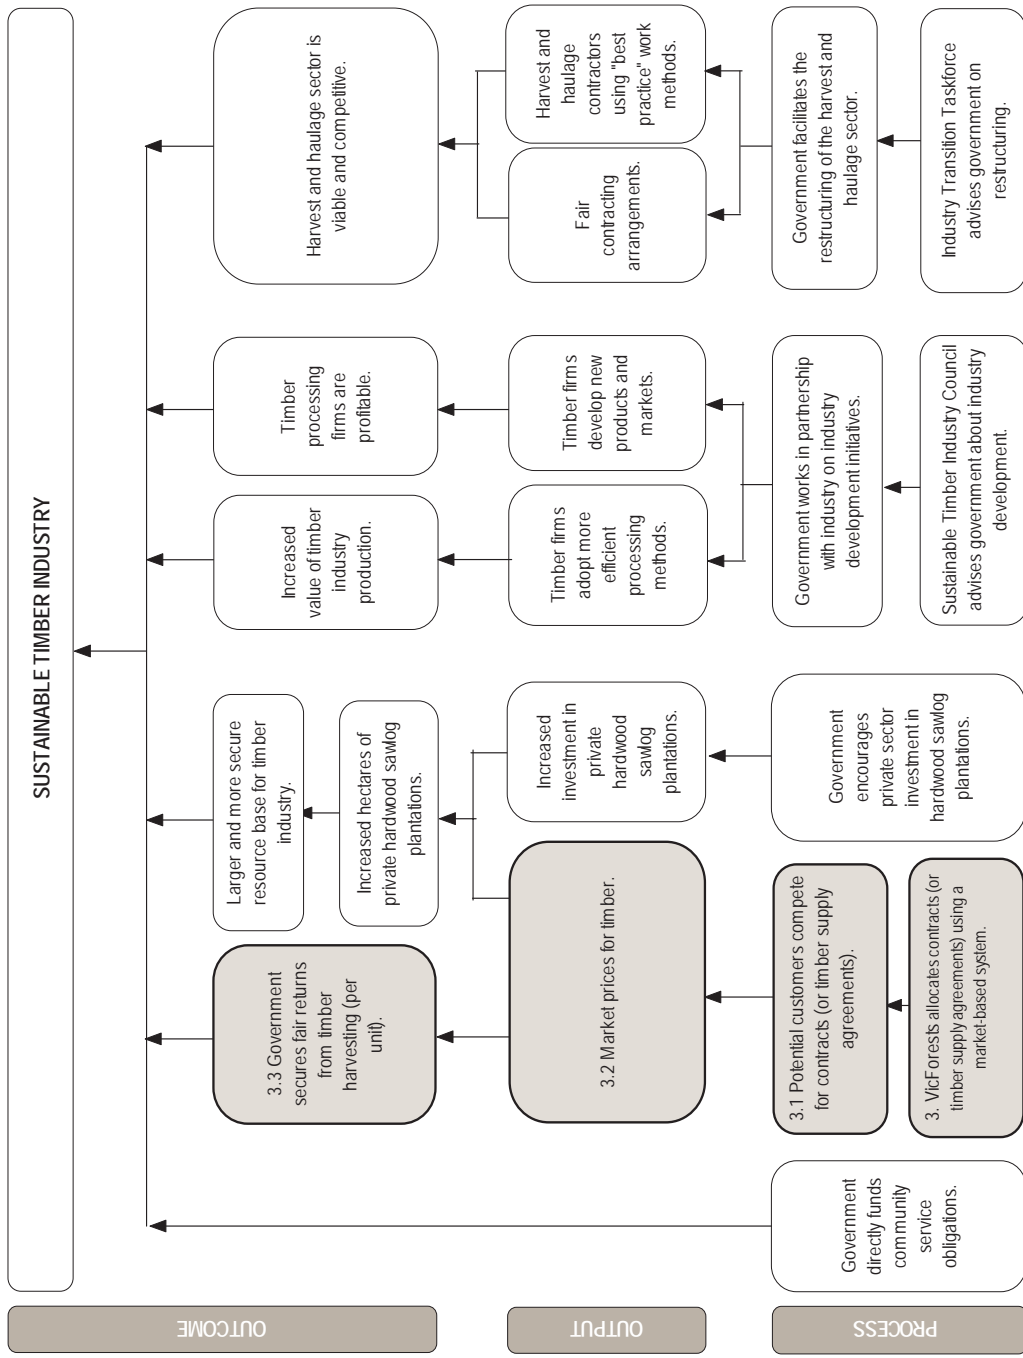 SUSTAINABLE TIMBER INDUSTRY
OUTCOME
3.3 Government
secures fair returns
from timber
harvesting (per
unit).
Larger and more secure
resource base for timber
industry.
Increased hectares of
private hardwood sawlog
plantations.
Increased
value of timber
industry
production.
Timber
processing
firms are
profitable.
Harvest and haulage sector is
viable and competitive.
OUTPUT
3.2 Market prices for timber.
Increased
investment in
private
hardwood
sawlog
plantations.
Timber firms
adopt more
efficient
processing
methods.
Timber firms
develop new
products and
markets.
Fair
contracting
arrangements.
Harvest and
haulage
contractors
using "best
practice" work
methods.
PROCESS
Government
directly funds
community
service
obligations.
3.1 Potential customers compete
for contracts (or timber supply
agreements).
3. VicForests allocates contracts (or
timber supply agreements) using a
market-based system.
Government
encourages
private sector
investment in
hardwood sawlog
plantations.
Government works in partnership
with industry on industry
development initiatives.
Sustainable Timber Industry Council
advises government about industry
development.
Government facilitates the
restructuring of the harvest and
haulage sector.
Industry Transition Taskforce
advises government on
restructuring.